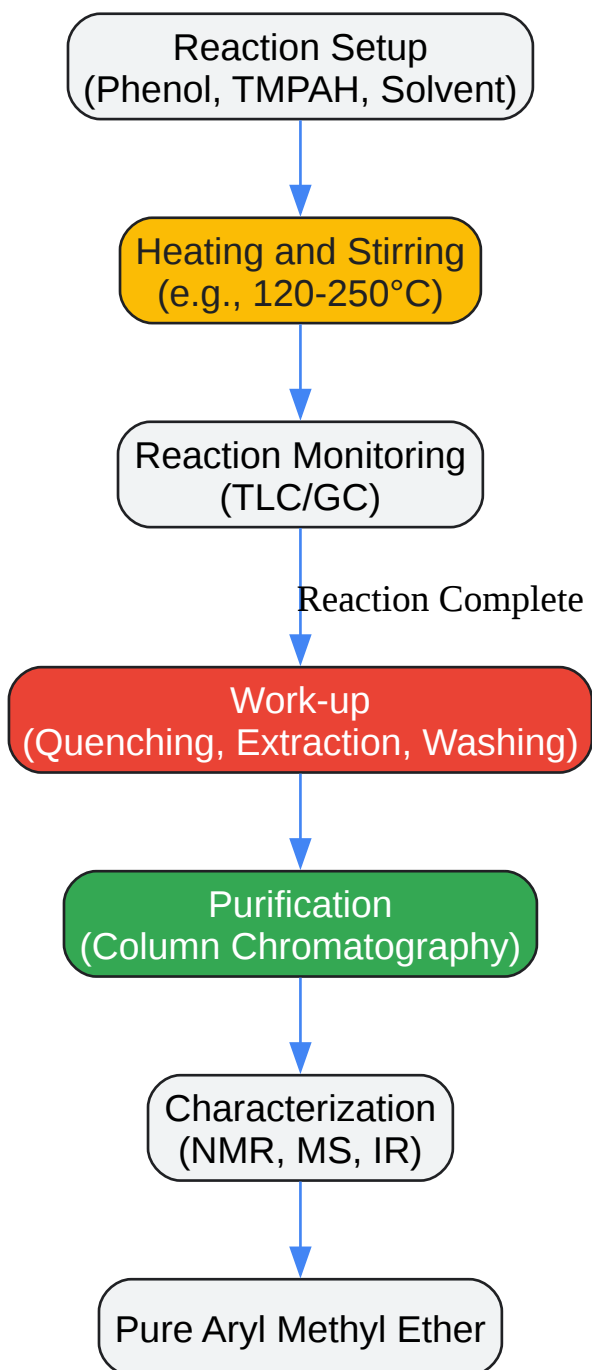 Reaction Setup
(Phenol, TMPAH, Solvent)
Heating and Stirring
(e.g., 120-250°C)
Reaction Monitoring
(TLC/GC)
Reaction Complete
Work-up
(Quenching, Extraction, Washing)
Purification
(Column Chromatography)
Characterization
(NMR, MS, IR)
Pure Aryl Methyl Ether